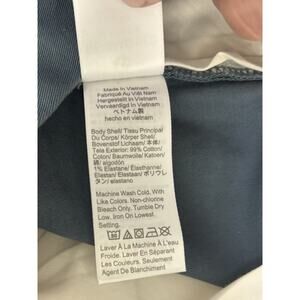 Made In Vietnam
Fabriqué Au Viêt Nam
Hergestellt in Vietnam
Vervaardigd in Vietnam
ベトナム製
hecho en vietnam
Body Shell/ Tissu Principal
Du Corps/ Körper Shell/
Bovenstof Lichaam/ 本体/
Tela Exterior: 99% Cotton/
Coton/ Baumwolle/ Katoen/
綿/ algodón
1% Elastane/ Élasthanne/
Elastan/ Elastaan/ ポリウレ
タン/ elastano
Machine Wash Cold. With
Like Colors. Non-chlorine
Bleach Only. Tumble Dry
Low. Iron On Lowest
Setting.
Laver À La Machine À L'eau
Froide. Laver En Séparant
Les Couleurs. Seulement
Agent De Blanchiment